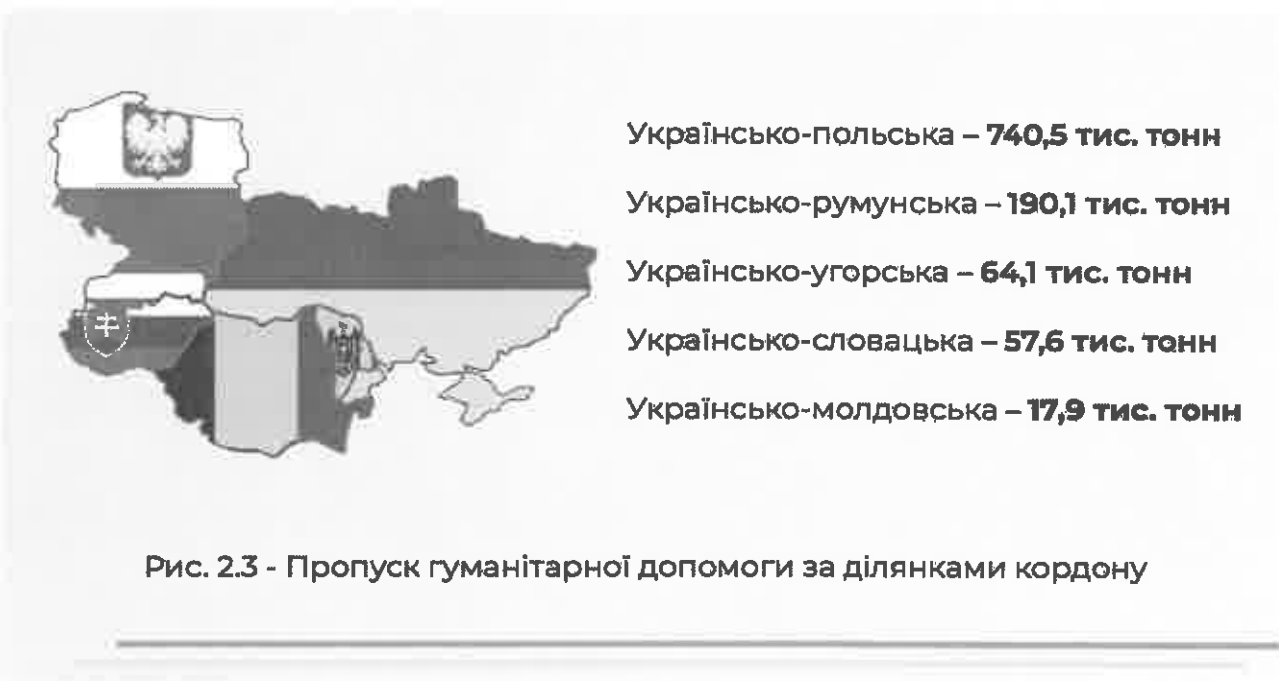 Українсько-польська – 740,5 тис. тонн
Українсько-румунська – 190,1 тис. тонн
Українсько-угорська – 64,1 тис. тонн
Українсько-словацька – 57,6 тис. тонн
Українсько-молдовська – 17,9 тис. тонн
Рис. 2.3 - Пропуск гуманітарної допомоги за ділянками кордону